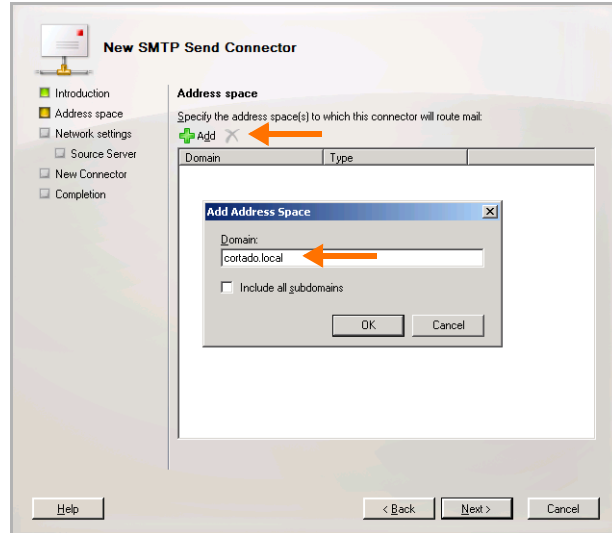 New SMTP Send Connector
Introduction
Address space
Network settings
Source Server
New Connector
Completion
Address space
Specify the address space(s) to which this connector will route mail:
Add
Domain Type
Add Address Space
Domain:
cortado.local
Include all subdomains
OK Cancel
Help < Back Next > Cancel